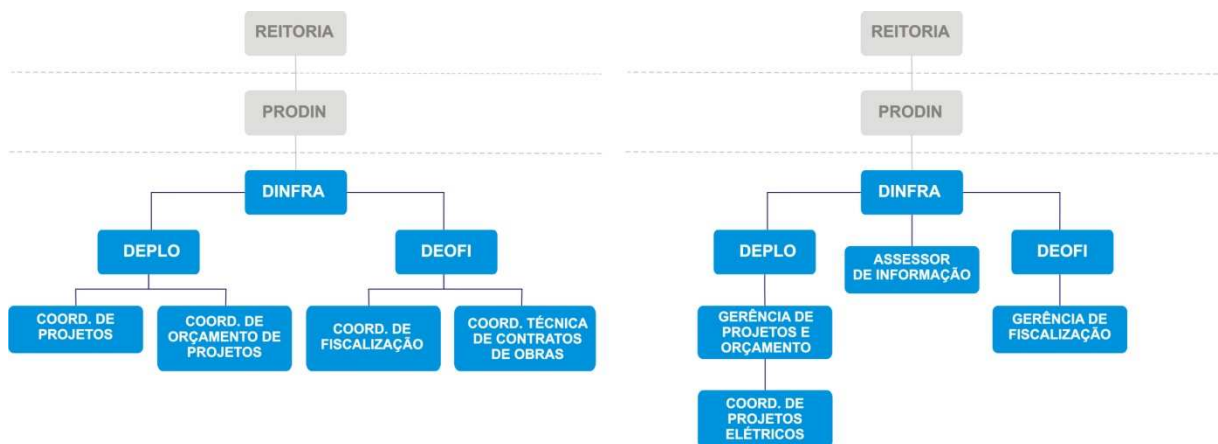 REITORIA
PRODIN
DINFRA
DEPLO
DEOFI
COORD. DE
PROJETOS
COORD. DE
ORÇAMENTO DE
PROJETOS
COORD. DE
FISCALIZAÇÃO
COORD. TÉCNICA
DE CONTRATOS
DE OBRAS
REITORIA
PRODIN
DINFRA
DEPLO
ASSESSOR
DE INFORMAÇÃO
DEOFI
GERÊNCIA DE
PROJETOS E
ORÇAMENTO
GERÊNCIA DE
FISCALIZAÇÃO
COORD. DE
PROJETOS
ELÉTRICOS